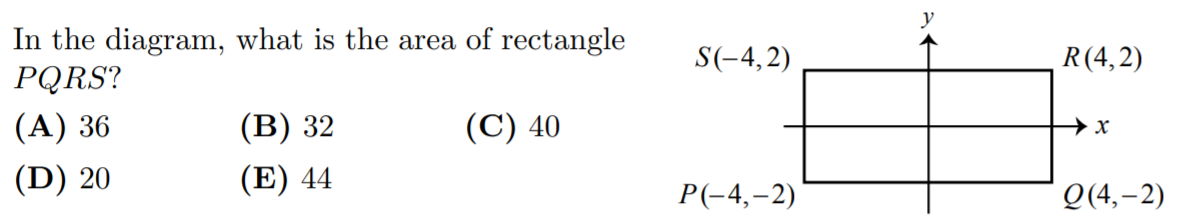 In the diagram, what is the area of rectangle
PQRS?
(A) 36 (B) 32 (C) 40
(D) 20 (E) 44
y
S(−4,2) R(4,2)
x
P(−4,−2) Q(4,−2)